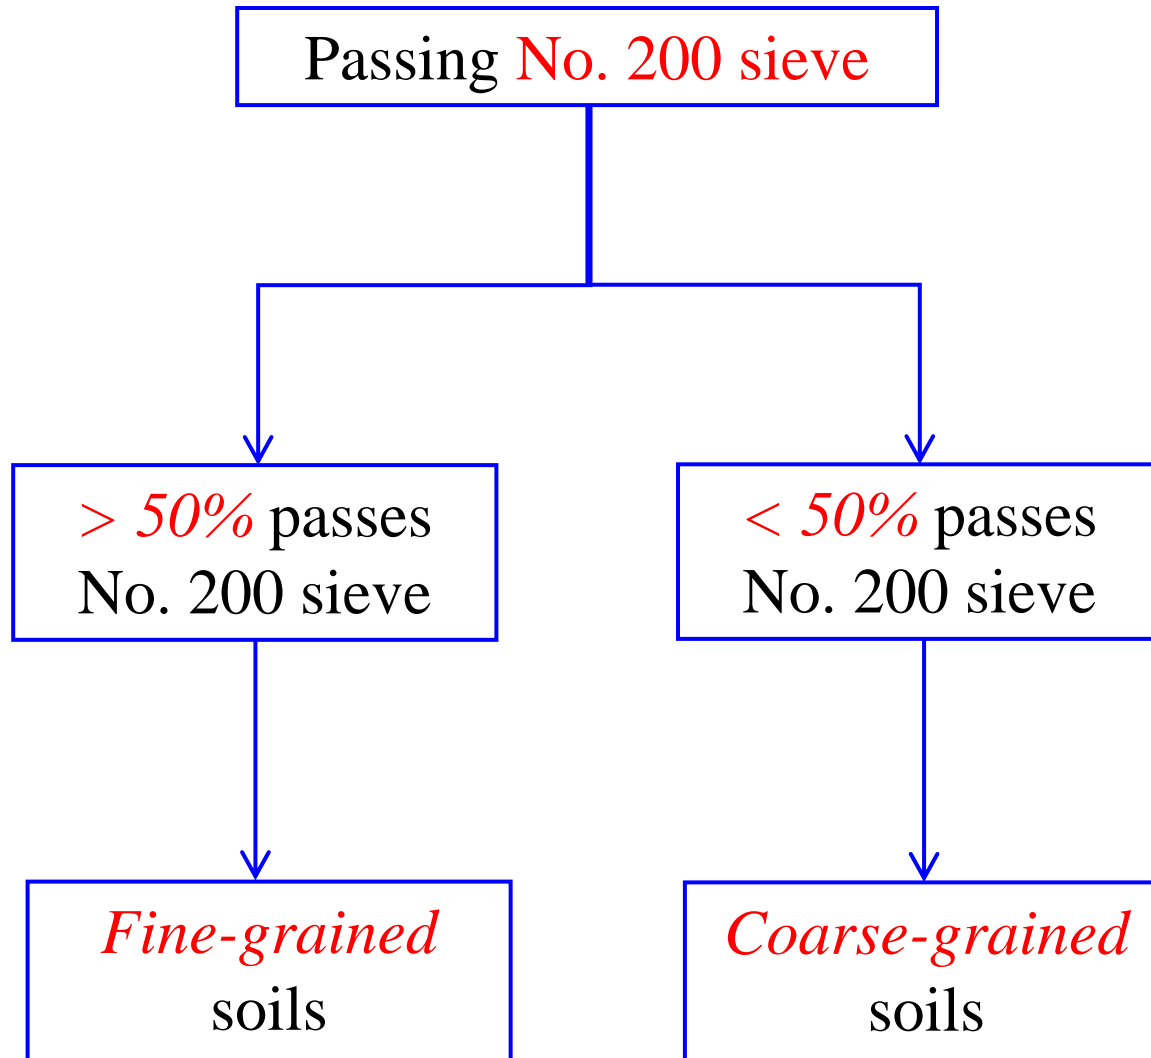 Passing No. 200 sieve
> 50% passes
No. 200 sieve
< 50% passes
No. 200 sieve
Fine-grained
soils
Coarse-grained
soils